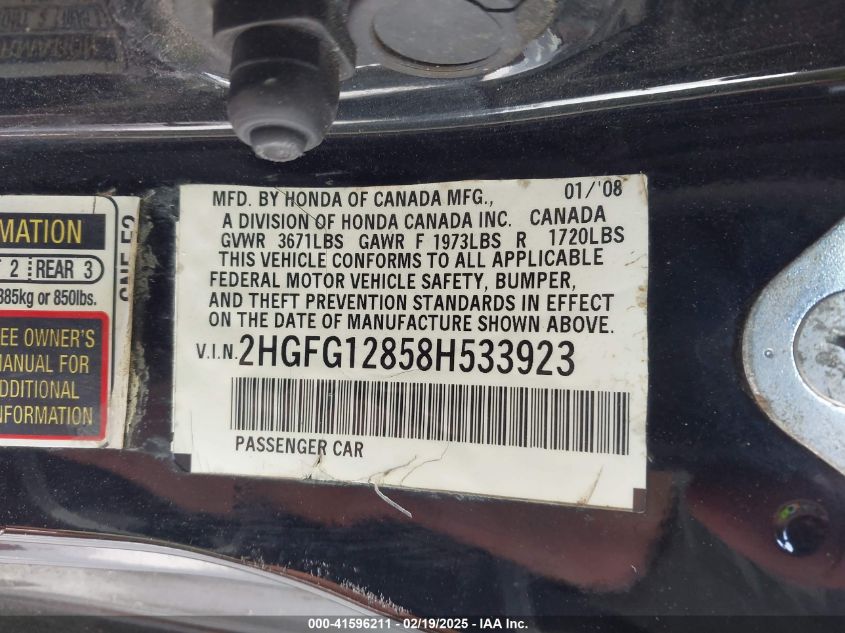 MFD. BY HONDA OF CANADA MFG., 01/'08
A DIVISION OF HONDA CANADA INC. CANADA
GVWR 3671LBS GAWR F 1973LBS R 1720LBS
THIS VEHICLE CONFORMS TO ALL APPLICABLE
FEDERAL MOTOR VEHICLE SAFETY, BUMPER,
AND THEFT PREVENTION STANDARDS IN EFFECT
ON THE DATE OF MANUFACTURE SHOWN ABOVE.
V.I.N. 2HGFG12858H533923
PASSENGER CAR
MATION
2 REAR 3
385kg or 850lbs.
EE OWNER'S
MANUAL FOR
ADDITIONAL
INFORMATION
000-41596211 - 02/19/2025 - IAA Inc.